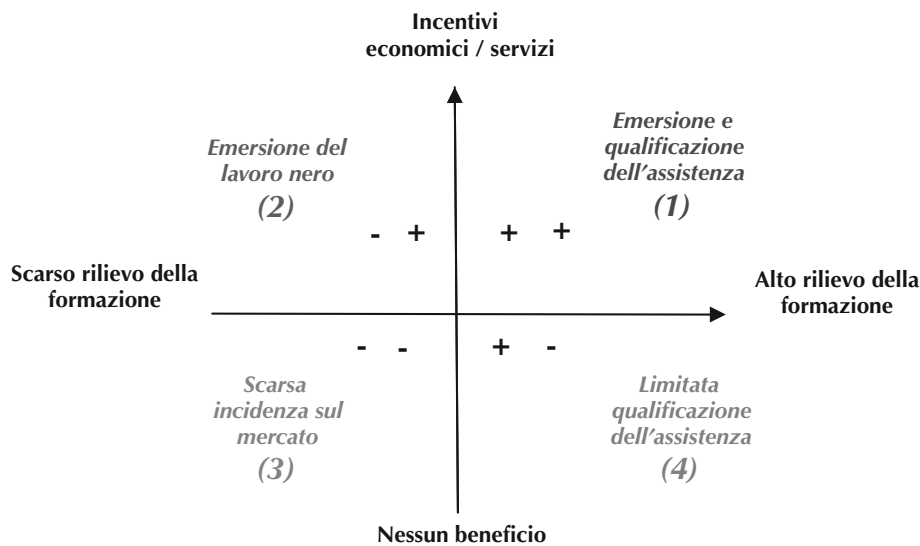 Incentivi
economici / servizi
Emersione del
lavoro nero
(2)
Emersione e
qualificazione
dell'assistenza
(1)
- +
+ +
Scarso rilievo della
formazione
Alto rilievo della
formazione
- -
+ -
Scarsa
incidenza sul
mercato
(3)
Limitata
qualificazione
dell'assistenza
(4)
Nessun beneficio